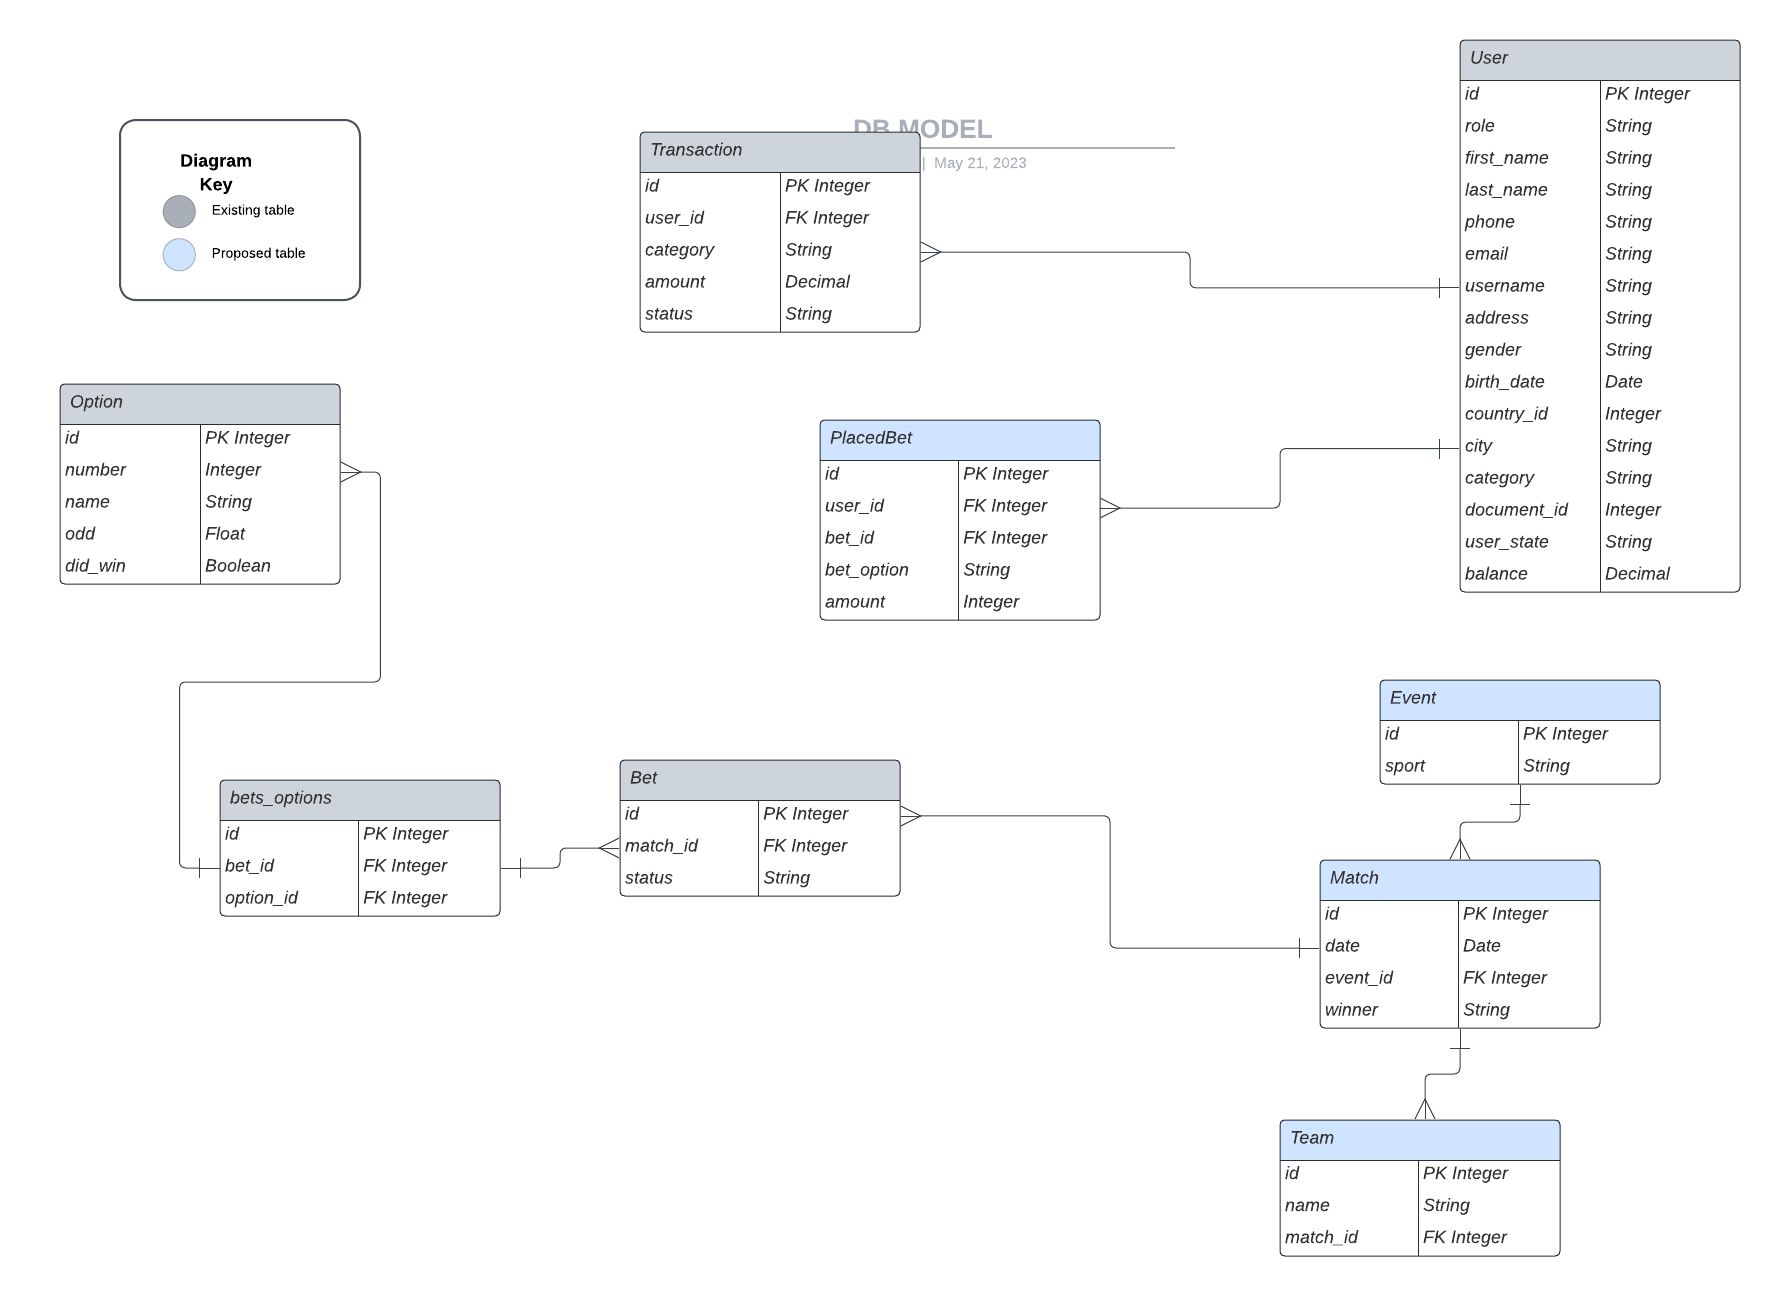 DB MODEL
| May 21, 2023
Diagram
Key
Existing table
Proposed table
Transaction
id PK Integer
user_id FK Integer
category String
amount Decimal
status String
User
id PK Integer
role String
first_name String
last_name String
phone String
email String
username String
address String
gender String
birth_date Date
country_id Integer
city String
category String
document_id Integer
user_state String
balance Decimal
Option
id PK Integer
number Integer
name String
odd Float
did_win Boolean
PlacedBet
id PK Integer
user_id FK Integer
bet_id FK Integer
bet_option String
amount Integer
Event
id PK Integer
sport String
bets_options
id PK Integer
bet_id FK Integer
option_id FK Integer
Bet
id PK Integer
match_id FK Integer
status String
Match
id PK Integer
date Date
event_id FK Integer
winner String
Team
id PK Integer
name String
match_id FK Integer